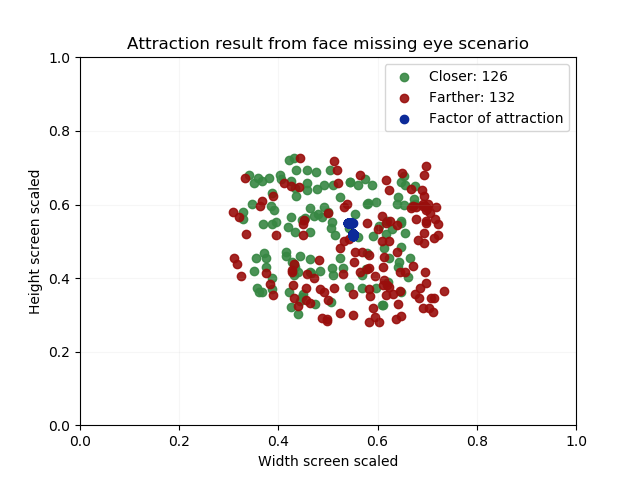 Attraction result from face missing eye scenario
Closer: 126
Farther: 132
Factor of attraction
Height screen scaled
1.0
0.8
0.6
0.4
0.2
0.0
0.0 0.2 0.4 0.6 0.8 1.0
Width screen scaled